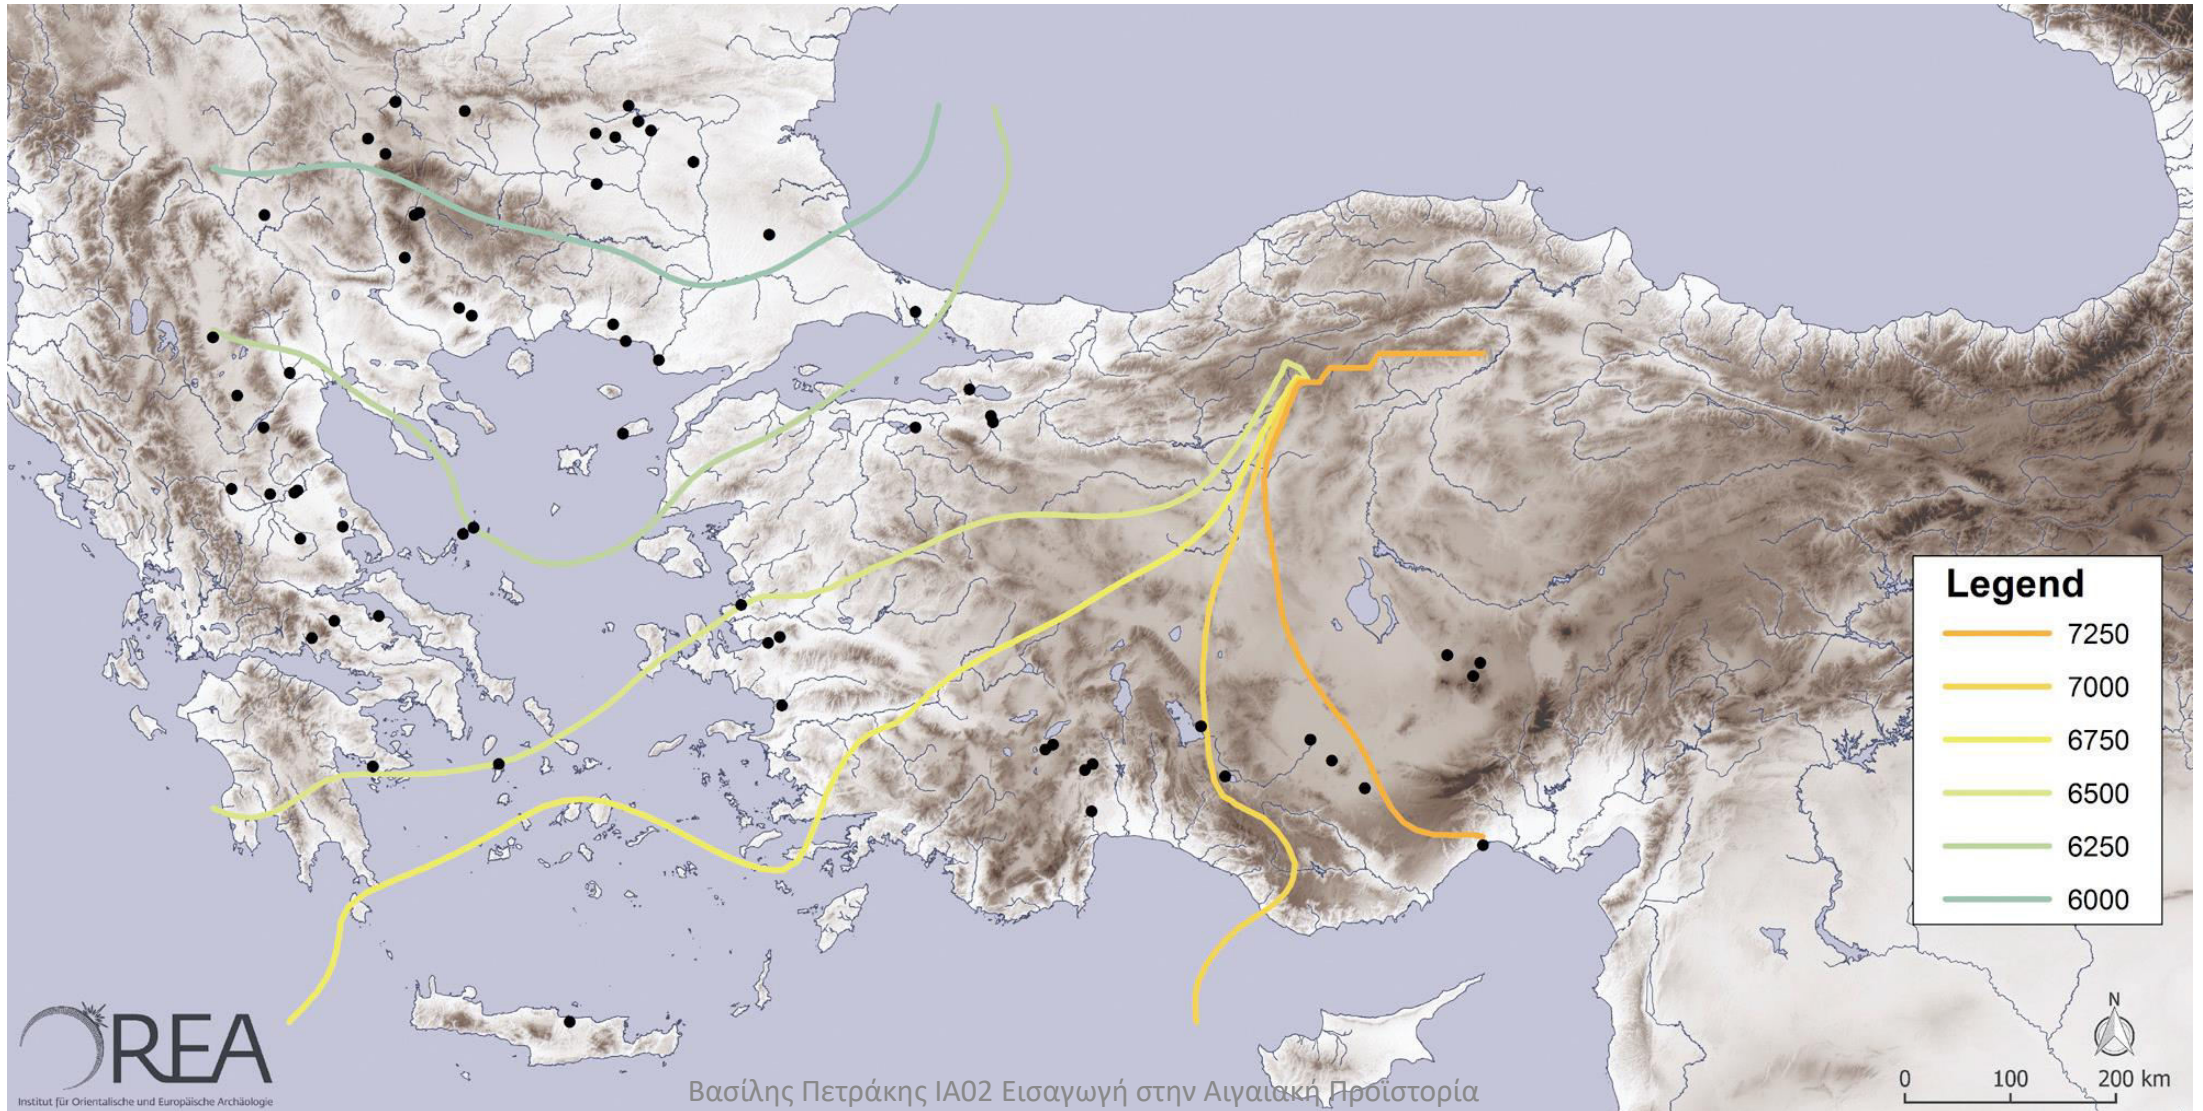 Legend
7250
7000
6750
6500
6250
6000
N
0 100 200 km
OREA
Institut für Orientalische und Europäische Archäologie
Βασίλης Πετράκης ΙΑ02 Εισαγωγή στην Αιγαιακή Προϊστορία